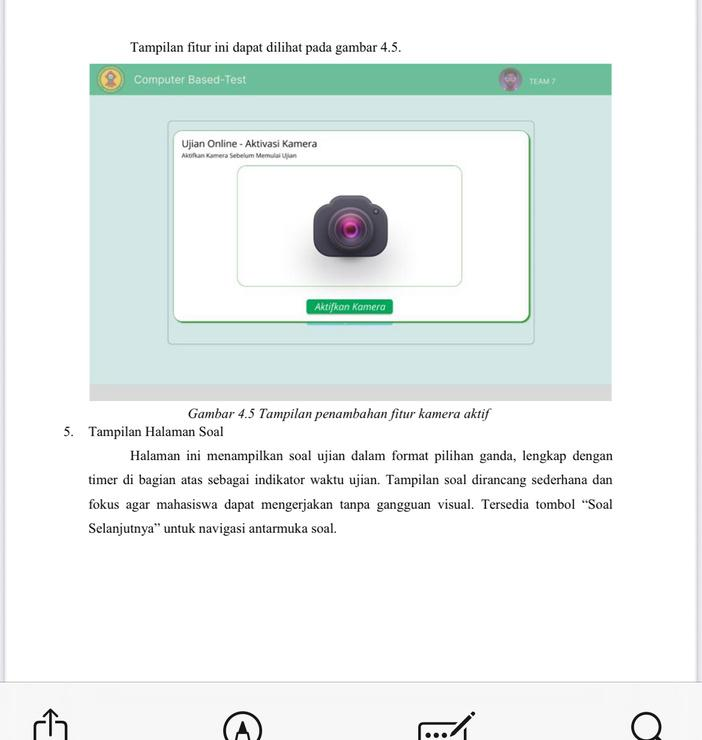 Tampilan fitur ini dapat dilihat pada gambar 4.5.
Computer Based-Test
TEAM 7
Ujian Online - Aktivasi Kamera
Aktifkan Kamera Sebelum Memulai Ujian
Aktifkan Kamera
Gambar 4.5 Tampilan penambahan fitur kamera aktif
5. Tampilan Halaman Soal
Halaman ini menampilkan soal ujian dalam format pilihan ganda, lengkap dengan
timer di bagian atas sebagai indikator waktu ujian. Tampilan soal dirancang sederhana dan
fokus agar mahasiswa dapat mengerjakan tanpa gangguan visual. Tersedia tombol “Soal
Selanjutnya” untuk navigasi antarmuka soal.